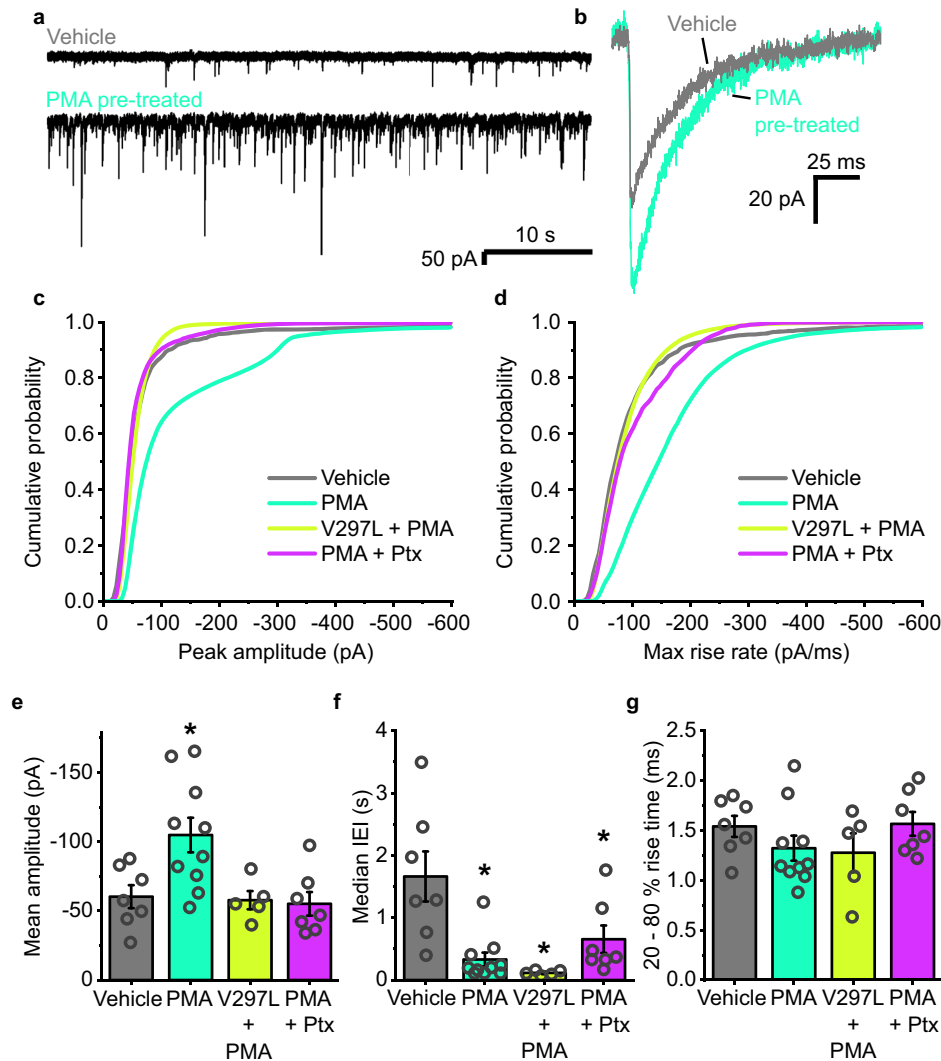 a
Vehicle
PMA pre-treated
10 s
50 pA
b
Vehicle
PMA
pre-treated
25 ms
20 pA
c
1.0
0.8
0.6
0.4
0.2
0.0
Cumulative probability
Vehicle
PMA
V297L + PMA
PMA + Ptx
0 -100 -200 -300 -400 -500 -600
Peak amplitude (pA)
d
1.0
0.8
0.6
0.4
0.2
0.0
Cumulative probability
Vehicle
PMA
V297L + PMA
PMA + Ptx
0 -100 -200 -300 -400 -500 -600
Max rise rate (pA/ms)
e
-150
-100
-50
0
Mean amplitude (pA)
*
Vehicle PMA V297L PMA
+ + Ptx
PMA
f
4
3
2
1
0
Median IEI (s)
* * *
Vehicle PMA V297L PMA
+ + Ptx
PMA
g
2.5
2.0
1.5
1.0
0.5
0.0
20 - 80 % rise time (ms)
Vehicle PMA V297L PMA
+ + Ptx
PMA